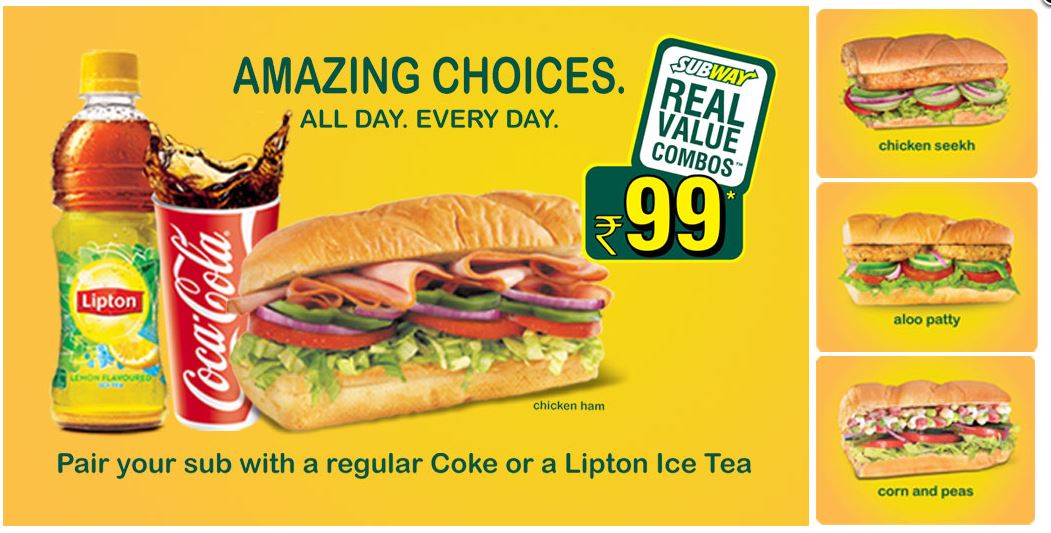 AMAZING CHOICES.
ALL DAY. EVERY DAY.
SUBWAY
REAL
VALUE
COMBOS™
₹99*
Lipton
LEMON FLAVOURED
ICE TEA
Coca-Cola
chicken ham
Pair your sub with a regular Coke or a Lipton Ice Tea
chicken seekh
aloo patty
corn and peas